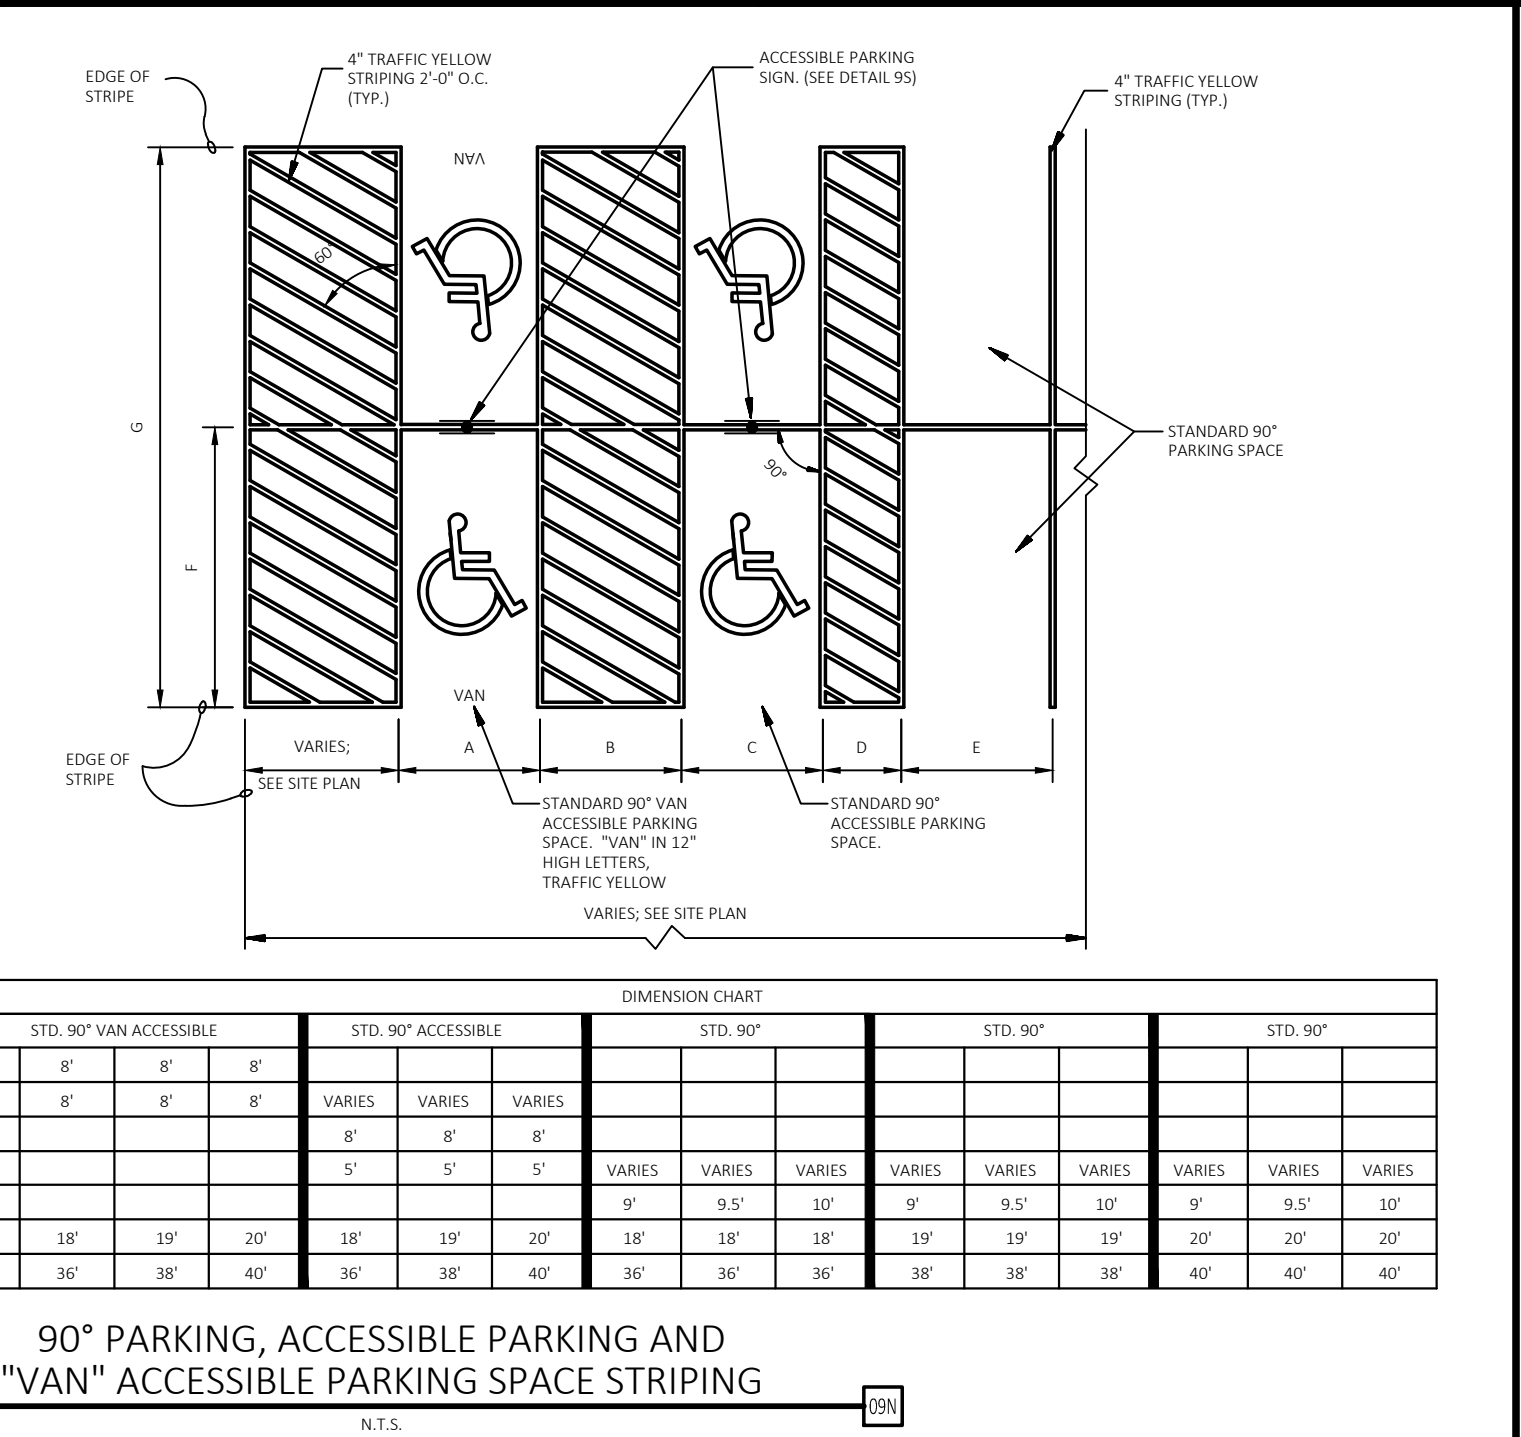 EDGE OF
STRIPE
4" TRAFFIC YELLOW
STRIPING 2'-0" O.C.
(TYP.)
ACCESSIBLE PARKING
SIGN. (SEE DETAIL 9S)
4" TRAFFIC YELLOW
STRIPING (TYP.)
VAN
60°
G
STANDARD 90°
PARKING SPACE
90°
F
VAN
EDGE OF
STRIPE
VARIES;
SEE SITE PLAN
A
B
C
D
E
STANDARD 90° VAN
ACCESSIBLE PARKING
SPACE. "VAN" IN 12"
HIGH LETTERS,
TRAFFIC YELLOW
STANDARD 90°
ACCESSIBLE PARKING
SPACE.
VARIES; SEE SITE PLAN
DIMENSION CHART
STD. 90° VAN ACCESSIBLE STD. 90° ACCESSIBLE STD. 90° STD. 90° STD. 90°
8' 8' 8'
8' 8' 8' VARIES VARIES VARIES
8' 8' 8'
5' 5' 5' VARIES VARIES VARIES VARIES VARIES VARIES VARIES VARIES VARIES
9' 9.5' 10' 9' 9.5' 10' 9' 9.5' 10'
18' 19' 20' 18' 19' 20' 18' 18' 18' 19' 19' 19' 20' 20' 20'
36' 38' 40' 36' 38' 40' 36' 36' 36' 38' 38' 38' 40' 40' 40'
90° PARKING, ACCESSIBLE PARKING AND
"VAN" ACCESSIBLE PARKING SPACE STRIPING
09N
N.T.S.